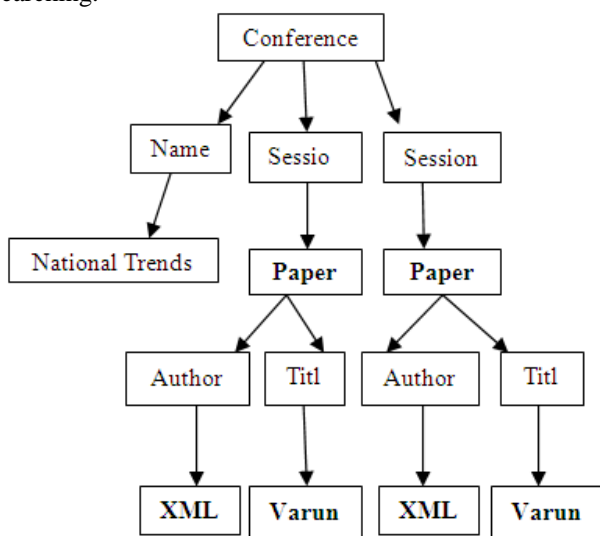 earching.
Conference
Name
Sessio
Session
National Trends
Paper
Paper
Author
Titl
Author
Titl
XML
Varun
XML
Varun